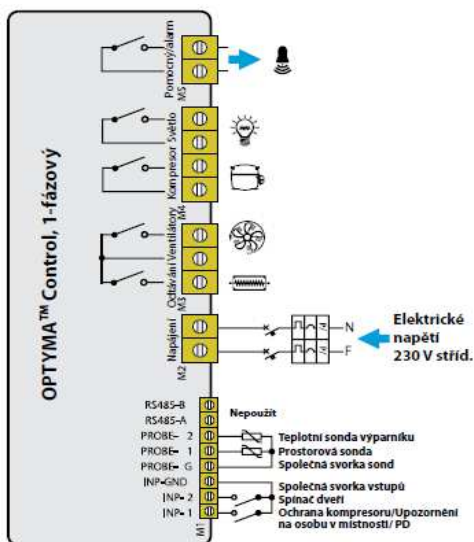 OPTYMA™ Control, 1-fázový
Pomocný/alarm
M5
Světlo
Kompresor
M4
Ventilátory
Odtávání
M3
Napájení
M2
N
F
Elektrické
napětí
230 V stříd.
RS485-B
RS485-A
Nepoužít
PROBE- 2
Teplotní sonda výparníku
PROBE- 1
Prostorová sonda
PROBE- G
Společná svorka sond
INP-GND
Společná svorka vstupů
INP- 2
Spínač dveří
INP- 1
Ochrana kompresoru/Upozornění
na osobu v místnosti/ PD
M1